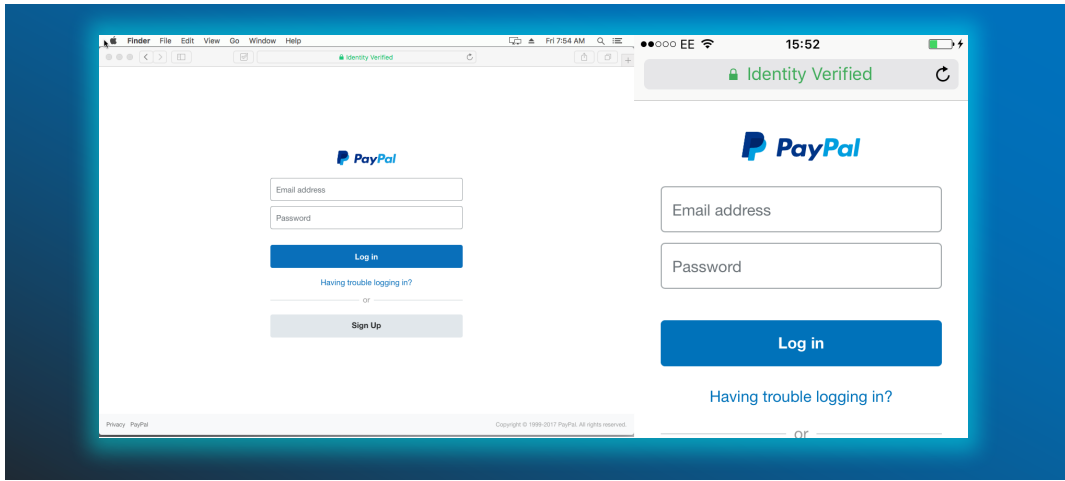 Finder File Edit View Go Window Help
Fri 7:54 AM
Identity Verified
PayPal
Email address
Password
Log in
Having trouble logging in?
or
Sign Up
Privacy PayPal
Copyright © 1999-2017 PayPal. All rights reserved.
EE 15:52
Identity Verified
PayPal
Email address
Password
Log in
Having trouble logging in?
or